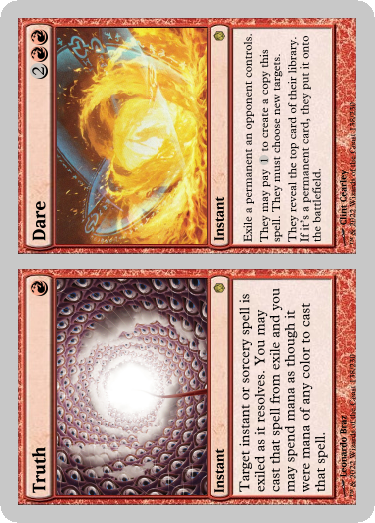 Truth
Instant
Target instant or sorcery spell is
exiled as it resolves. You may
cast that spell from exile and you
may spend mana as though it
were mana of any color to cast
that spell.
Leonardo Braz
Dare
2
Instant
Exile a permanent an opponent controls.
They may pay 1 to create a copy this
spell. They must choose new targets.
They reveal the top card of their library.
If it's a permanent card, they put it onto
the battlefield.
Clint Cearley